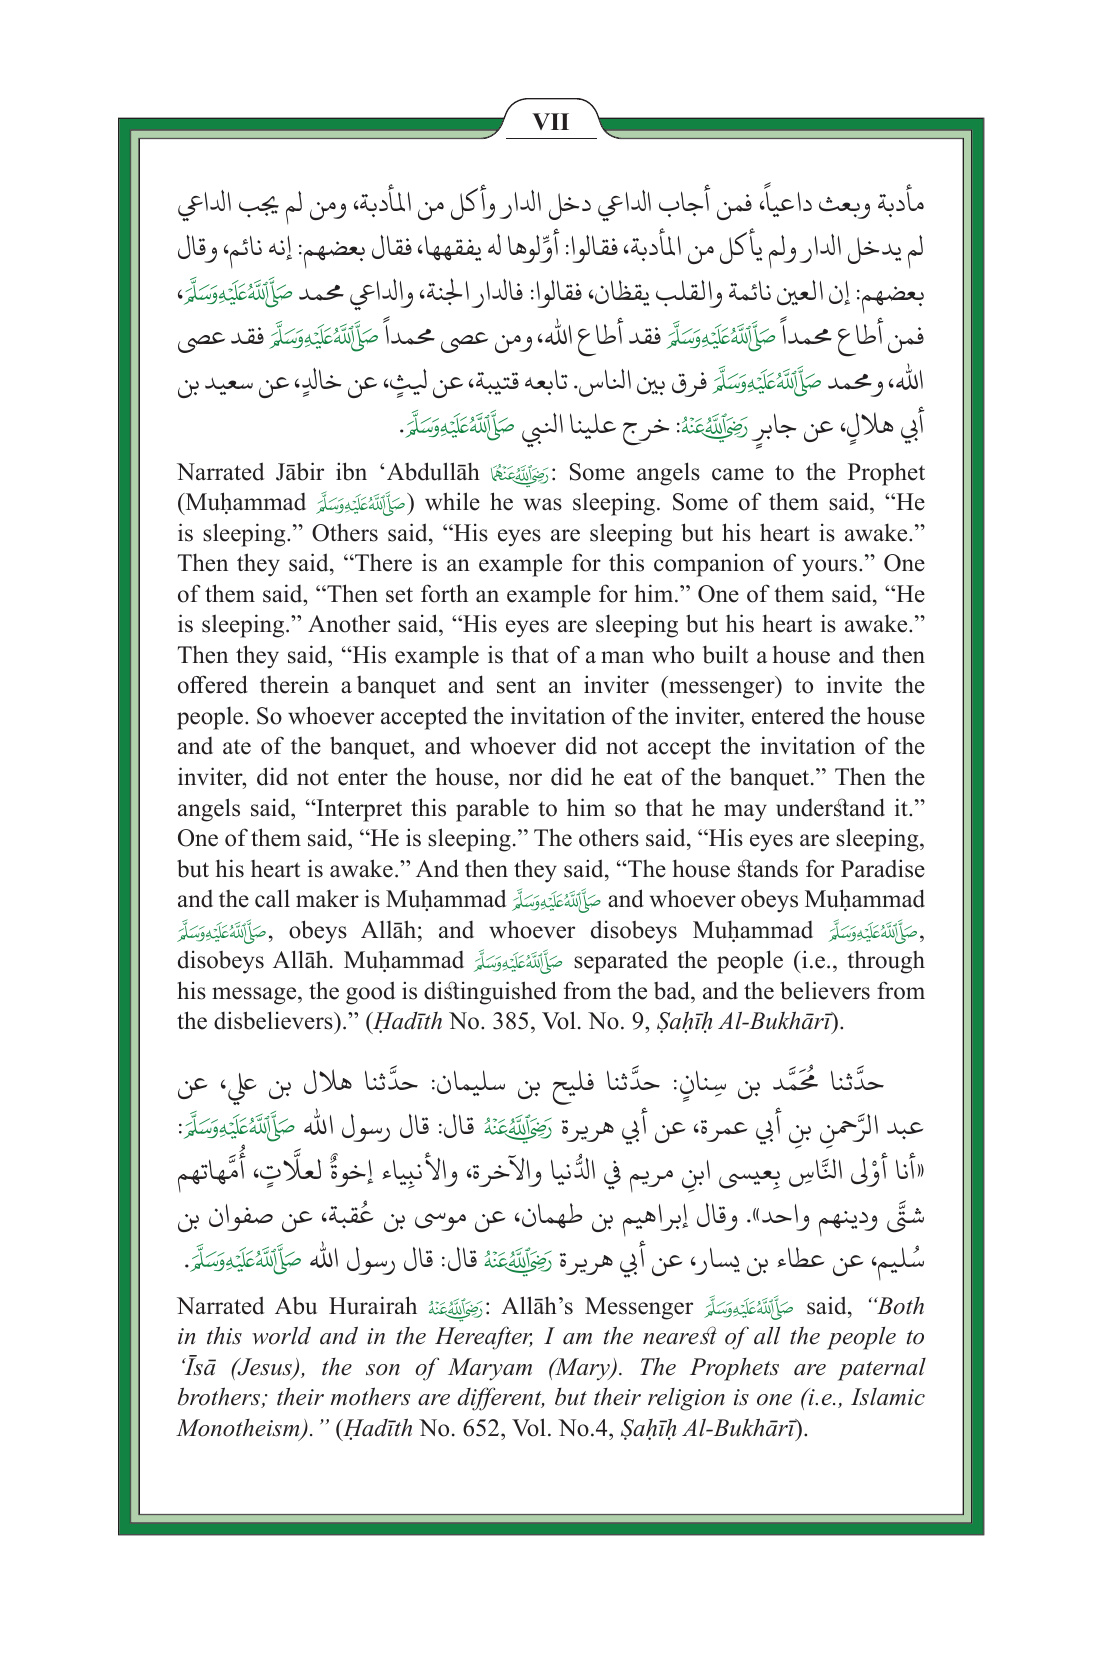 VII
مأدبة وبعث داعياً، فمن أجاب الداعي دخل الدار وأكل من المأدبة، ومن لم يجب الداعي
لم يدخل الدار ولم يأكل من المأدبة، فقالوا: أوِّلوها له يفقهها، فقال بعضهم: إنه نائم، وقال
بعضهم: إن العين نائمة والقلب يقظان، فقالوا: فالدار الجنة، والداعي محمد صَلَّى اللَّهُ عَلَيْهِ وَسَلَّمَ،
فمن أطاع محمداً صَلَّى اللَّهُ عَلَيْهِ وَسَلَّمَ فقد أطاع الله، ومن عصى محمداً صَلَّى اللَّهُ عَلَيْهِ وَسَلَّمَ فقد عصى
الله، ومحمد صَلَّى اللَّهُ عَلَيْهِ وَسَلَّمَ فرق بين الناس. تابعه قتيبة، عن ليثٍ، عن خالدٍ، عن سعيد بن
أبي هلالٍ، عن جابرٍ رَضِيَ اللَّهُ عَنْهُ: خرج علينا النبي صَلَّى اللَّهُ عَلَيْهِ وَسَلَّمَ.
Narrated Jābir ibn ‘Abdullāh رَضِيَ اللَّهُ عَنْهُمَا: Some angels came to the Prophet
(Muḥammad صَلَّى اللَّهُ عَلَيْهِ وَسَلَّمَ) while he was sleeping. Some of them said, “He
is sleeping.” Others said, “His eyes are sleeping but his heart is awake.”
Then they said, “There is an example for this companion of yours.” One
of them said, “Then set forth an example for him.” One of them said, “He
is sleeping.” Another said, “His eyes are sleeping but his heart is awake.”
Then they said, “His example is that of a man who built a house and then
offered therein a banquet and sent an inviter (messenger) to invite the
people. So whoever accepted the invitation of the inviter, entered the house
and ate of the banquet, and whoever did not accept the invitation of the
inviter, did not enter the house, nor did he eat of the banquet.” Then the
angels said, “Interpret this parable to him so that he may understand it.”
One of them said, “He is sleeping.” The others said, “His eyes are sleeping,
but his heart is awake.” And then they said, “The house stands for Paradise
and the call maker is Muḥammad صَلَّى اللَّهُ عَلَيْهِ وَسَلَّمَ and whoever obeys Muḥammad
صَلَّى اللَّهُ عَلَيْهِ وَسَلَّمَ, obeys Allāh; and whoever disobeys Muḥammad صَلَّى اللَّهُ عَلَيْهِ وَسَلَّمَ,
disobeys Allāh. Muḥammad صَلَّى اللَّهُ عَلَيْهِ وَسَلَّمَ separated the people (i.e., through
his message, the good is distinguished from the bad, and the believers from
the disbelievers).” (Ḥadīth No. 385, Vol. No. 9, Ṣaḥīḥ Al-Bukhārī).
حدَّثنا مُحَمَّد بن سِنانٍ: حدَّثنا فليح بن سليمان: حدَّثنا هلال بن علي، عن
عبد الرَّحمنِ بنِ أبي عمرة، عن أبي هريرة رَضِيَ اللَّهُ عَنْهُ قال: قال رسول الله صَلَّى اللَّهُ عَلَيْهِ وَسَلَّمَ:
«أنا أوْلى النَّاسِ بِعيسى ابنِ مريم في الدُّنيا والآخرة، والأنبِياء إخوةٌ لعلَّاتٍ، أُمَّهاتهم
شتَّى ودينهم واحد». وقال إبراهيم بن طهمان، عن موسى بن عُقبة، عن صفوان بن
سُليم، عن عطاء بن يسار، عن أبي هريرة رَضِيَ اللَّهُ عَنْهُ قال: قال رسول الله صَلَّى اللَّهُ عَلَيْهِ وَسَلَّمَ.
Narrated Abu Hurairah رَضِيَ اللَّهُ عَنْهُ: Allāh’s Messenger صَلَّى اللَّهُ عَلَيْهِ وَسَلَّمَ said, “Both
in this world and in the Hereafter, I am the nearest of all the people to
‘Īsā (Jesus), the son of Maryam (Mary). The Prophets are paternal
brothers; their mothers are different, but their religion is one (i.e., Islamic
Monotheism).” (Ḥadīth No. 652, Vol. No.4, Ṣaḥīḥ Al-Bukhārī).